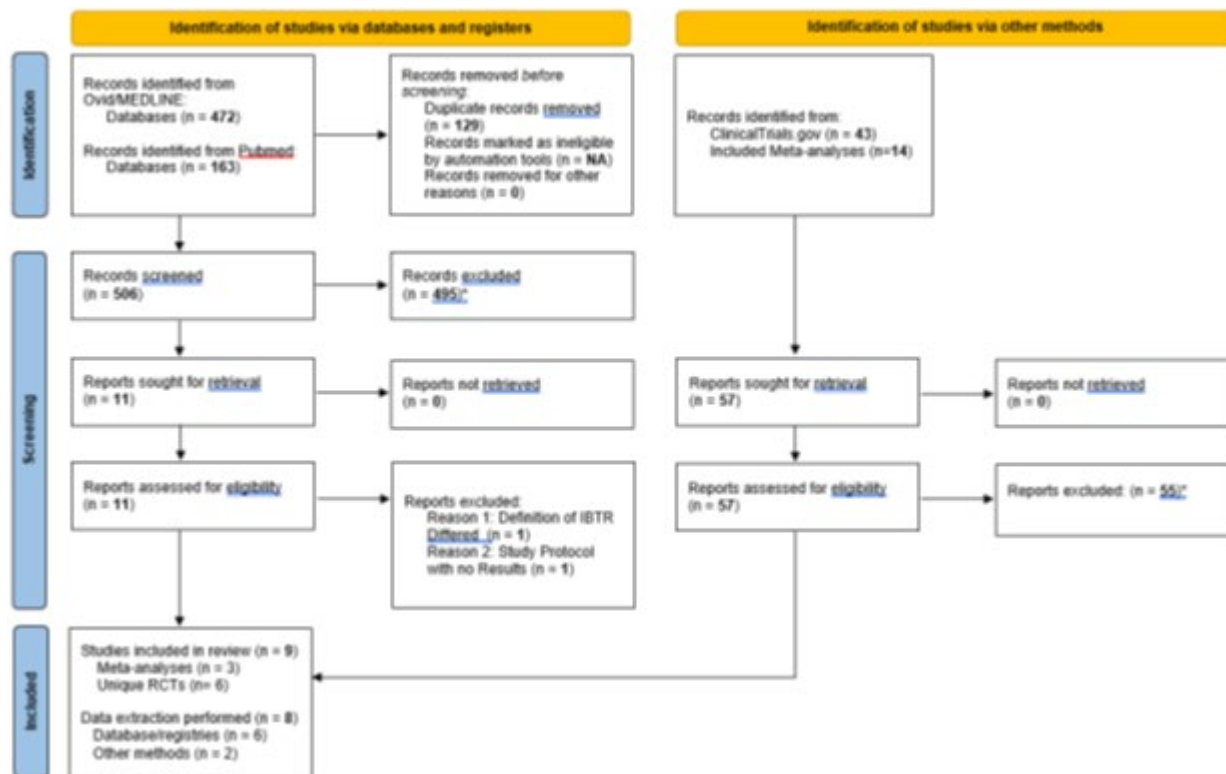 Identification of studies via databases and registers
Identification of studies via other methods
Identification
Records identified from
Ovid/MEDLINE:
Databases (n = 472)
Records identified from Pubmed:
Databases (n = 163)
Records removed before
screening:
Duplicate records removed
(n = 129)
Records marked as ineligible
by automation tools (n = NA)
Records removed for other
reasons (n = 0)
Records identified from:
ClinicalTrials.gov (n = 43)
Included Meta-analyses (n=14)
Screening
Records screened
(n = 506)
Records excluded
(n = 495)*
Reports sought for retrieval
(n = 11)
Reports not retrieved
(n = 0)
Reports sought for retrieval
(n = 57)
Reports not retrieved
(n = 0)
Reports assessed for eligibility
(n = 11)
Reports excluded:
Reason 1: Definition of IBTR
Differed (n = 1)
Reason 2: Study Protocol
with no Results (n = 1)
Reports assessed for eligibility
(n = 57)
Reports excluded: (n = 55)*
Included
Studies included in review (n = 9)
Meta-analyses (n = 3)
Unique RCTs (n= 6)
Data extraction performed (n = 8)
Database/registries (n = 6)
Other methods (n = 2)